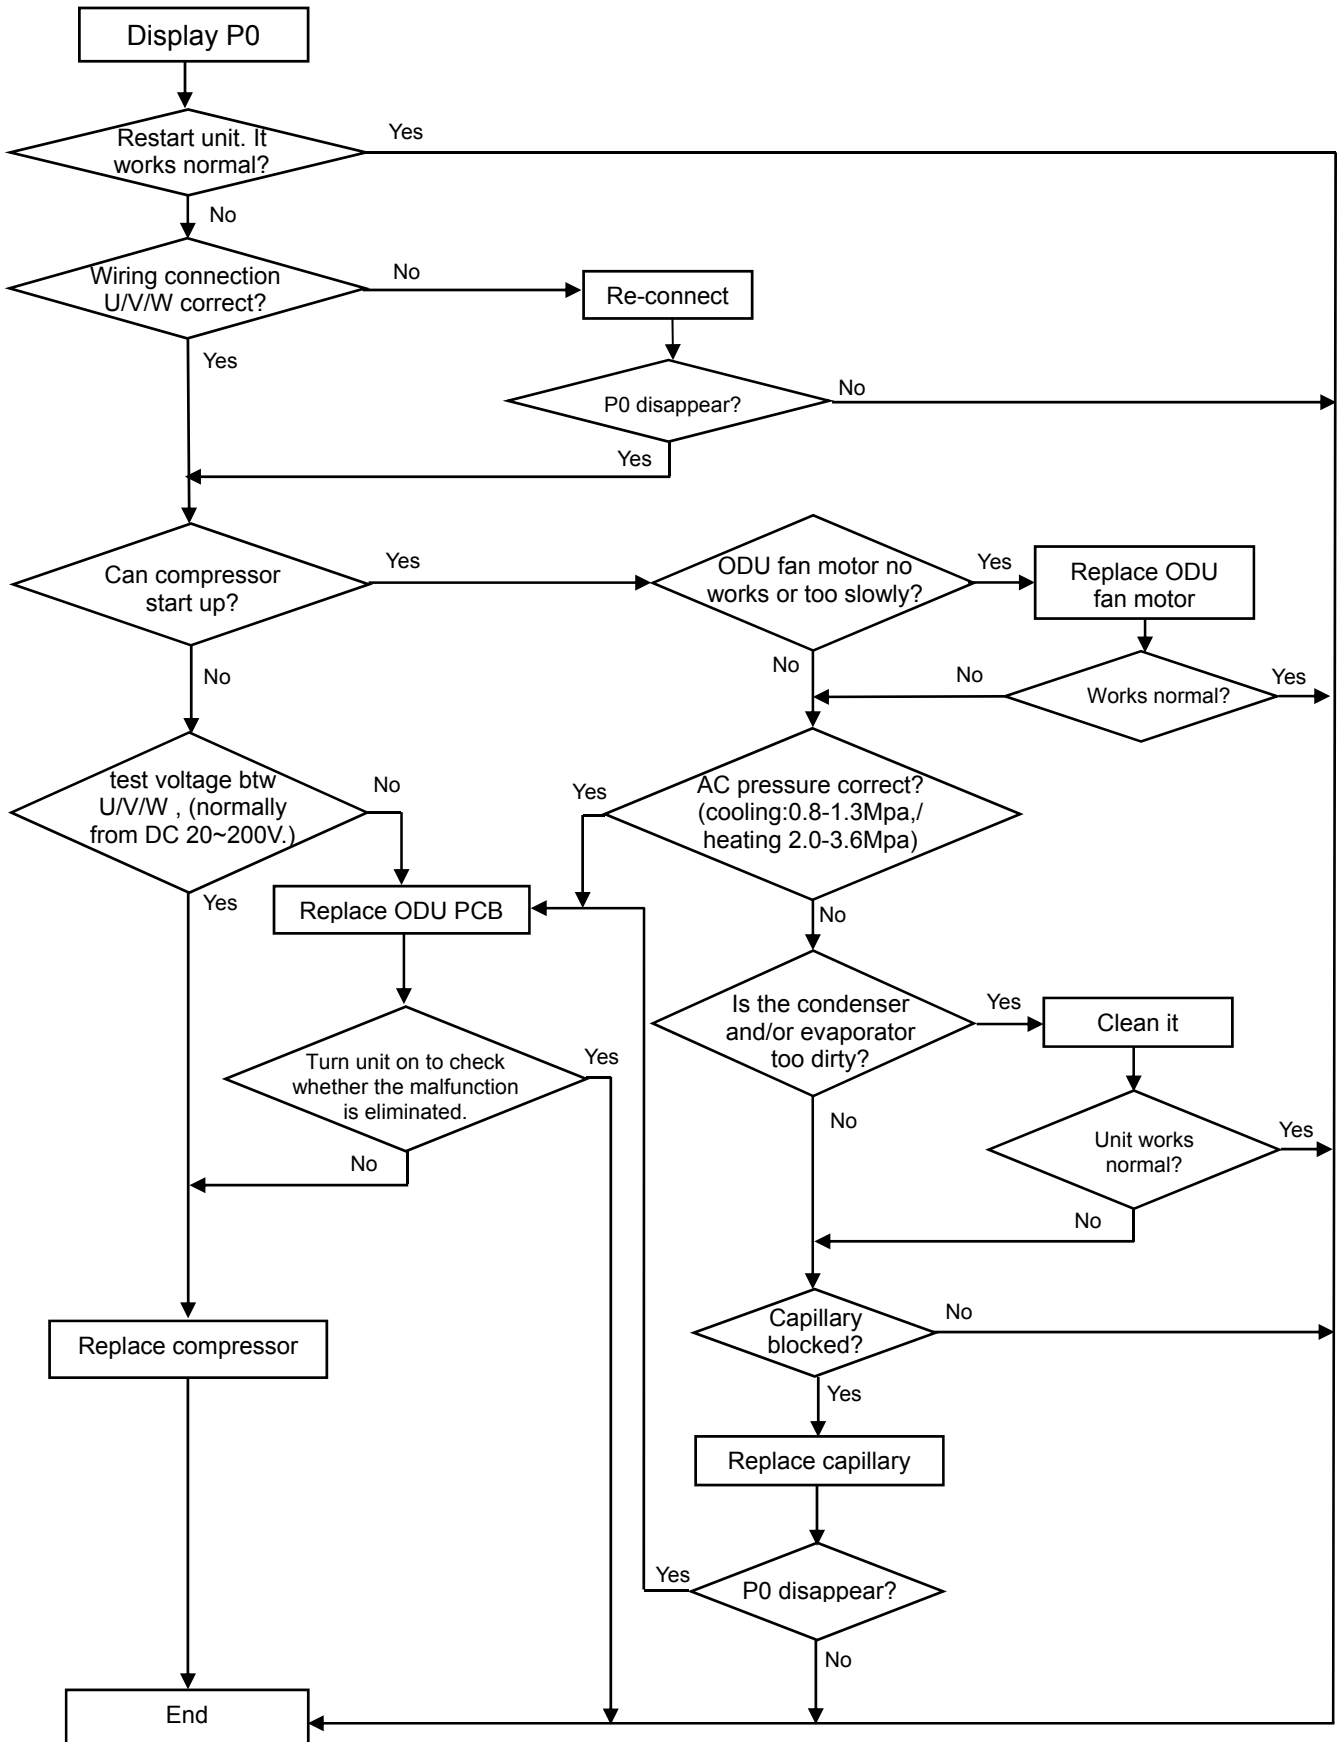 Display P0
Restart unit. It
works normal?
Yes
No
Wiring connection
U/V/W correct?
No
Re-connect
Yes
P0 disappear?
No
Yes
Can compressor
start up?
Yes
ODU fan motor no
works or too slowly?
Yes
Replace ODU
fan motor
No
No
No
Works normal?
Yes
test voltage btw
U/V/W , (normally
from DC 20~200V.)
No
Yes
AC pressure correct?
(cooling:0.8-1.3Mpa,/
heating 2.0-3.6Mpa)
Yes
Replace ODU PCB
No
Is the condenser
and/or evaporator
too dirty?
Yes
Clean it
Turn unit on to check
whether the malfunction
is eliminated.
Yes
No
No
Unit works
normal?
Yes
No
Capillary
blocked?
No
Replace compressor
Yes
Replace capillary
Yes
P0 disappear?
No
End